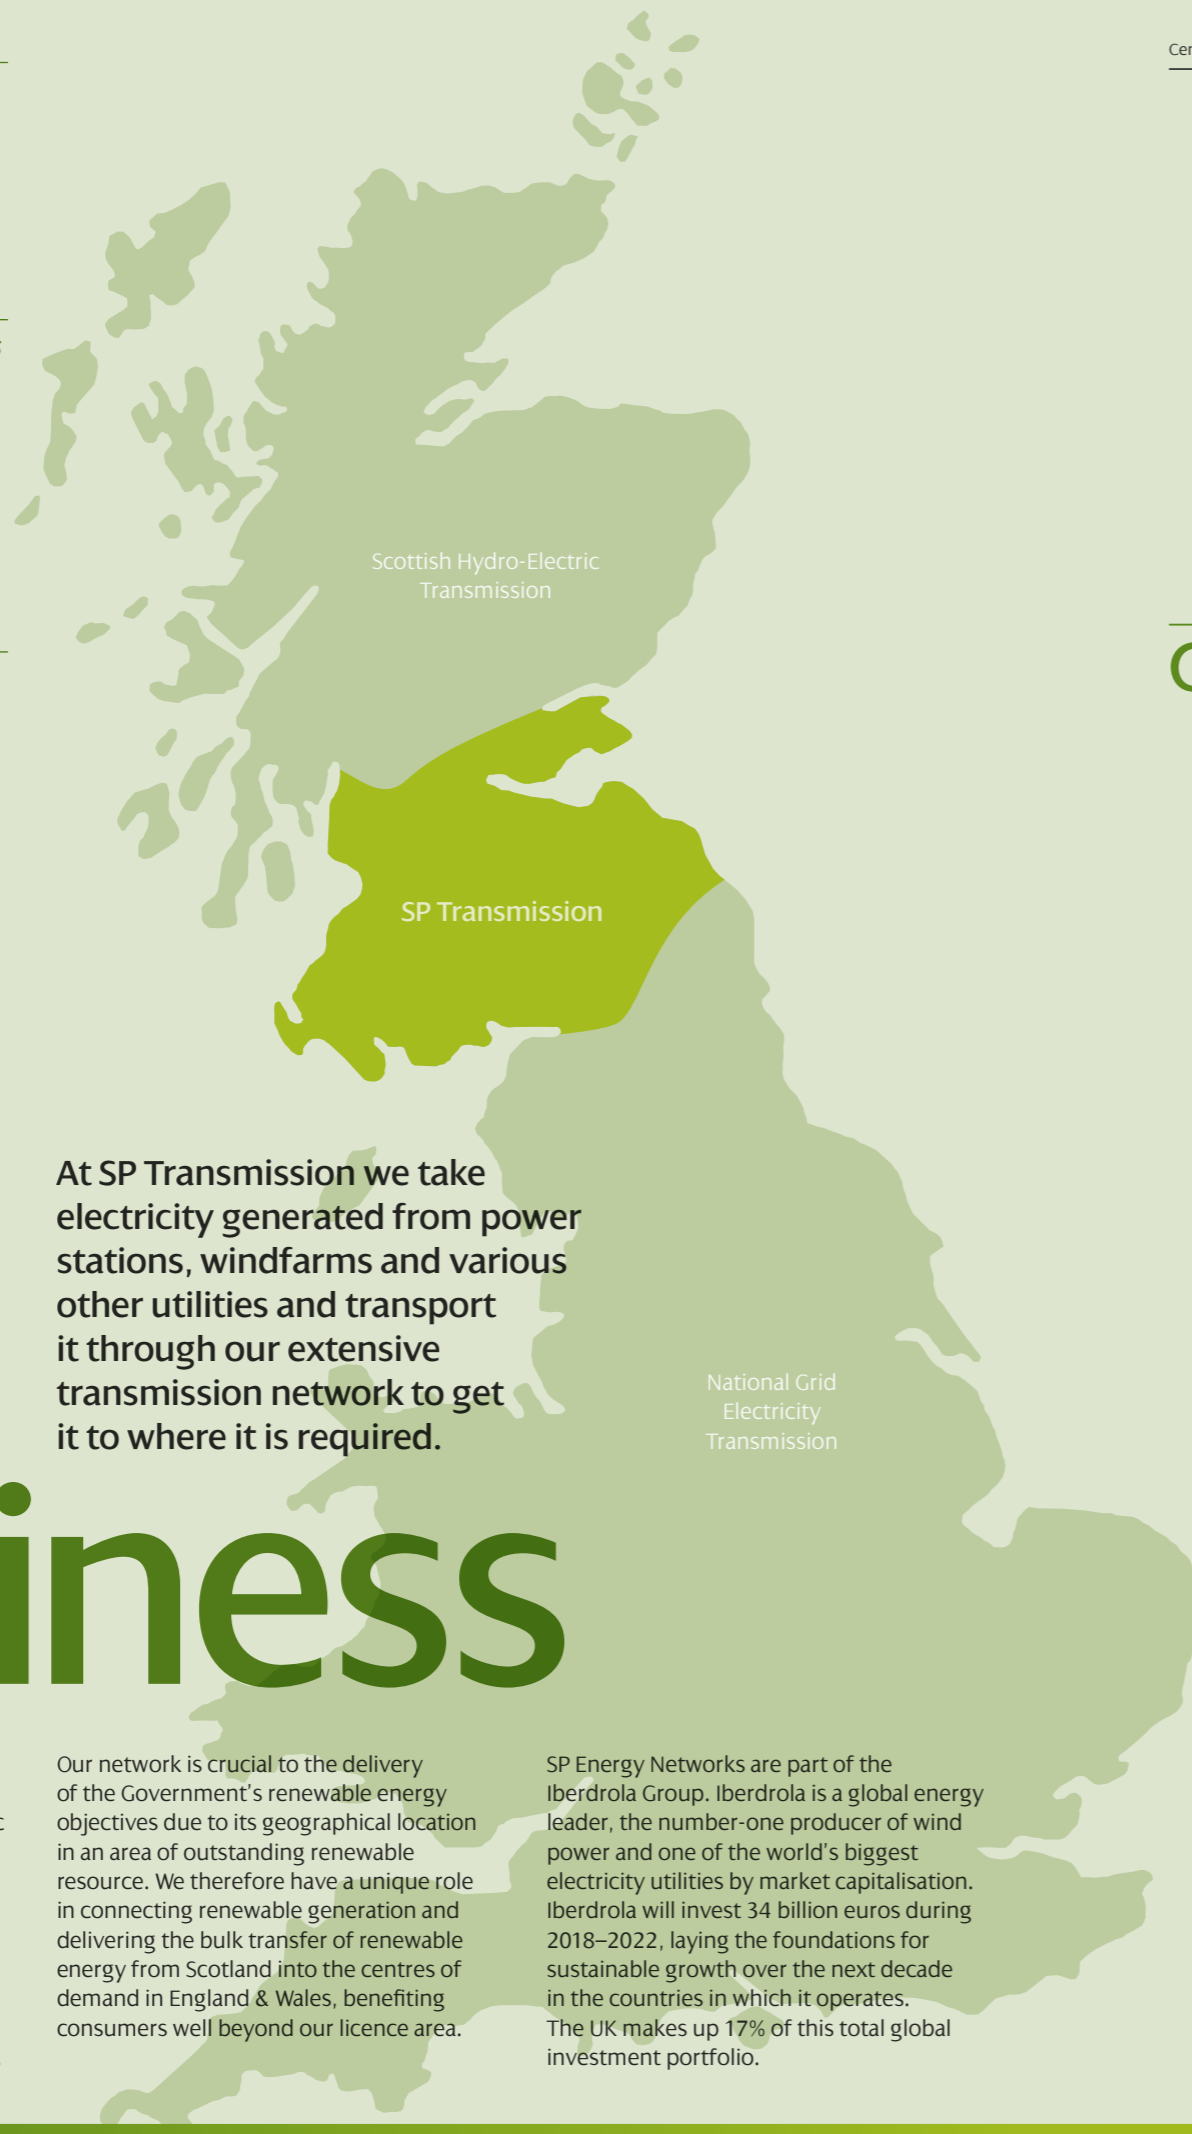 Scottish Hydro-Electric
Transmission
SP Transmission
At SP Transmission we take
electricity generated from power
stations, windfarms and various
other utilities and transport
it through our extensive
transmission network to get
it to where it is required.
National Grid
Electricity
Transmission
iness
Our network is crucial to the delivery
of the Government's renewable energy
objectives due to its geographical location
in an area of outstanding renewable
resource. We therefore have a unique role
in connecting renewable generation and
delivering the bulk transfer of renewable
energy from Scotland into the centres of
demand in England & Wales, benefiting
consumers well beyond our licence area.
SP Energy Networks are part of the
Iberdrola Group. Iberdrola is a global energy
leader, the number-one producer of wind
power and one of the world's biggest
electricity utilities by market capitalisation.
Iberdrola will invest 34 billion euros during
2018–2022, laying the foundations for
sustainable growth over the next decade
in the countries in which it operates.
The UK makes up 17% of this total global
investment portfolio.